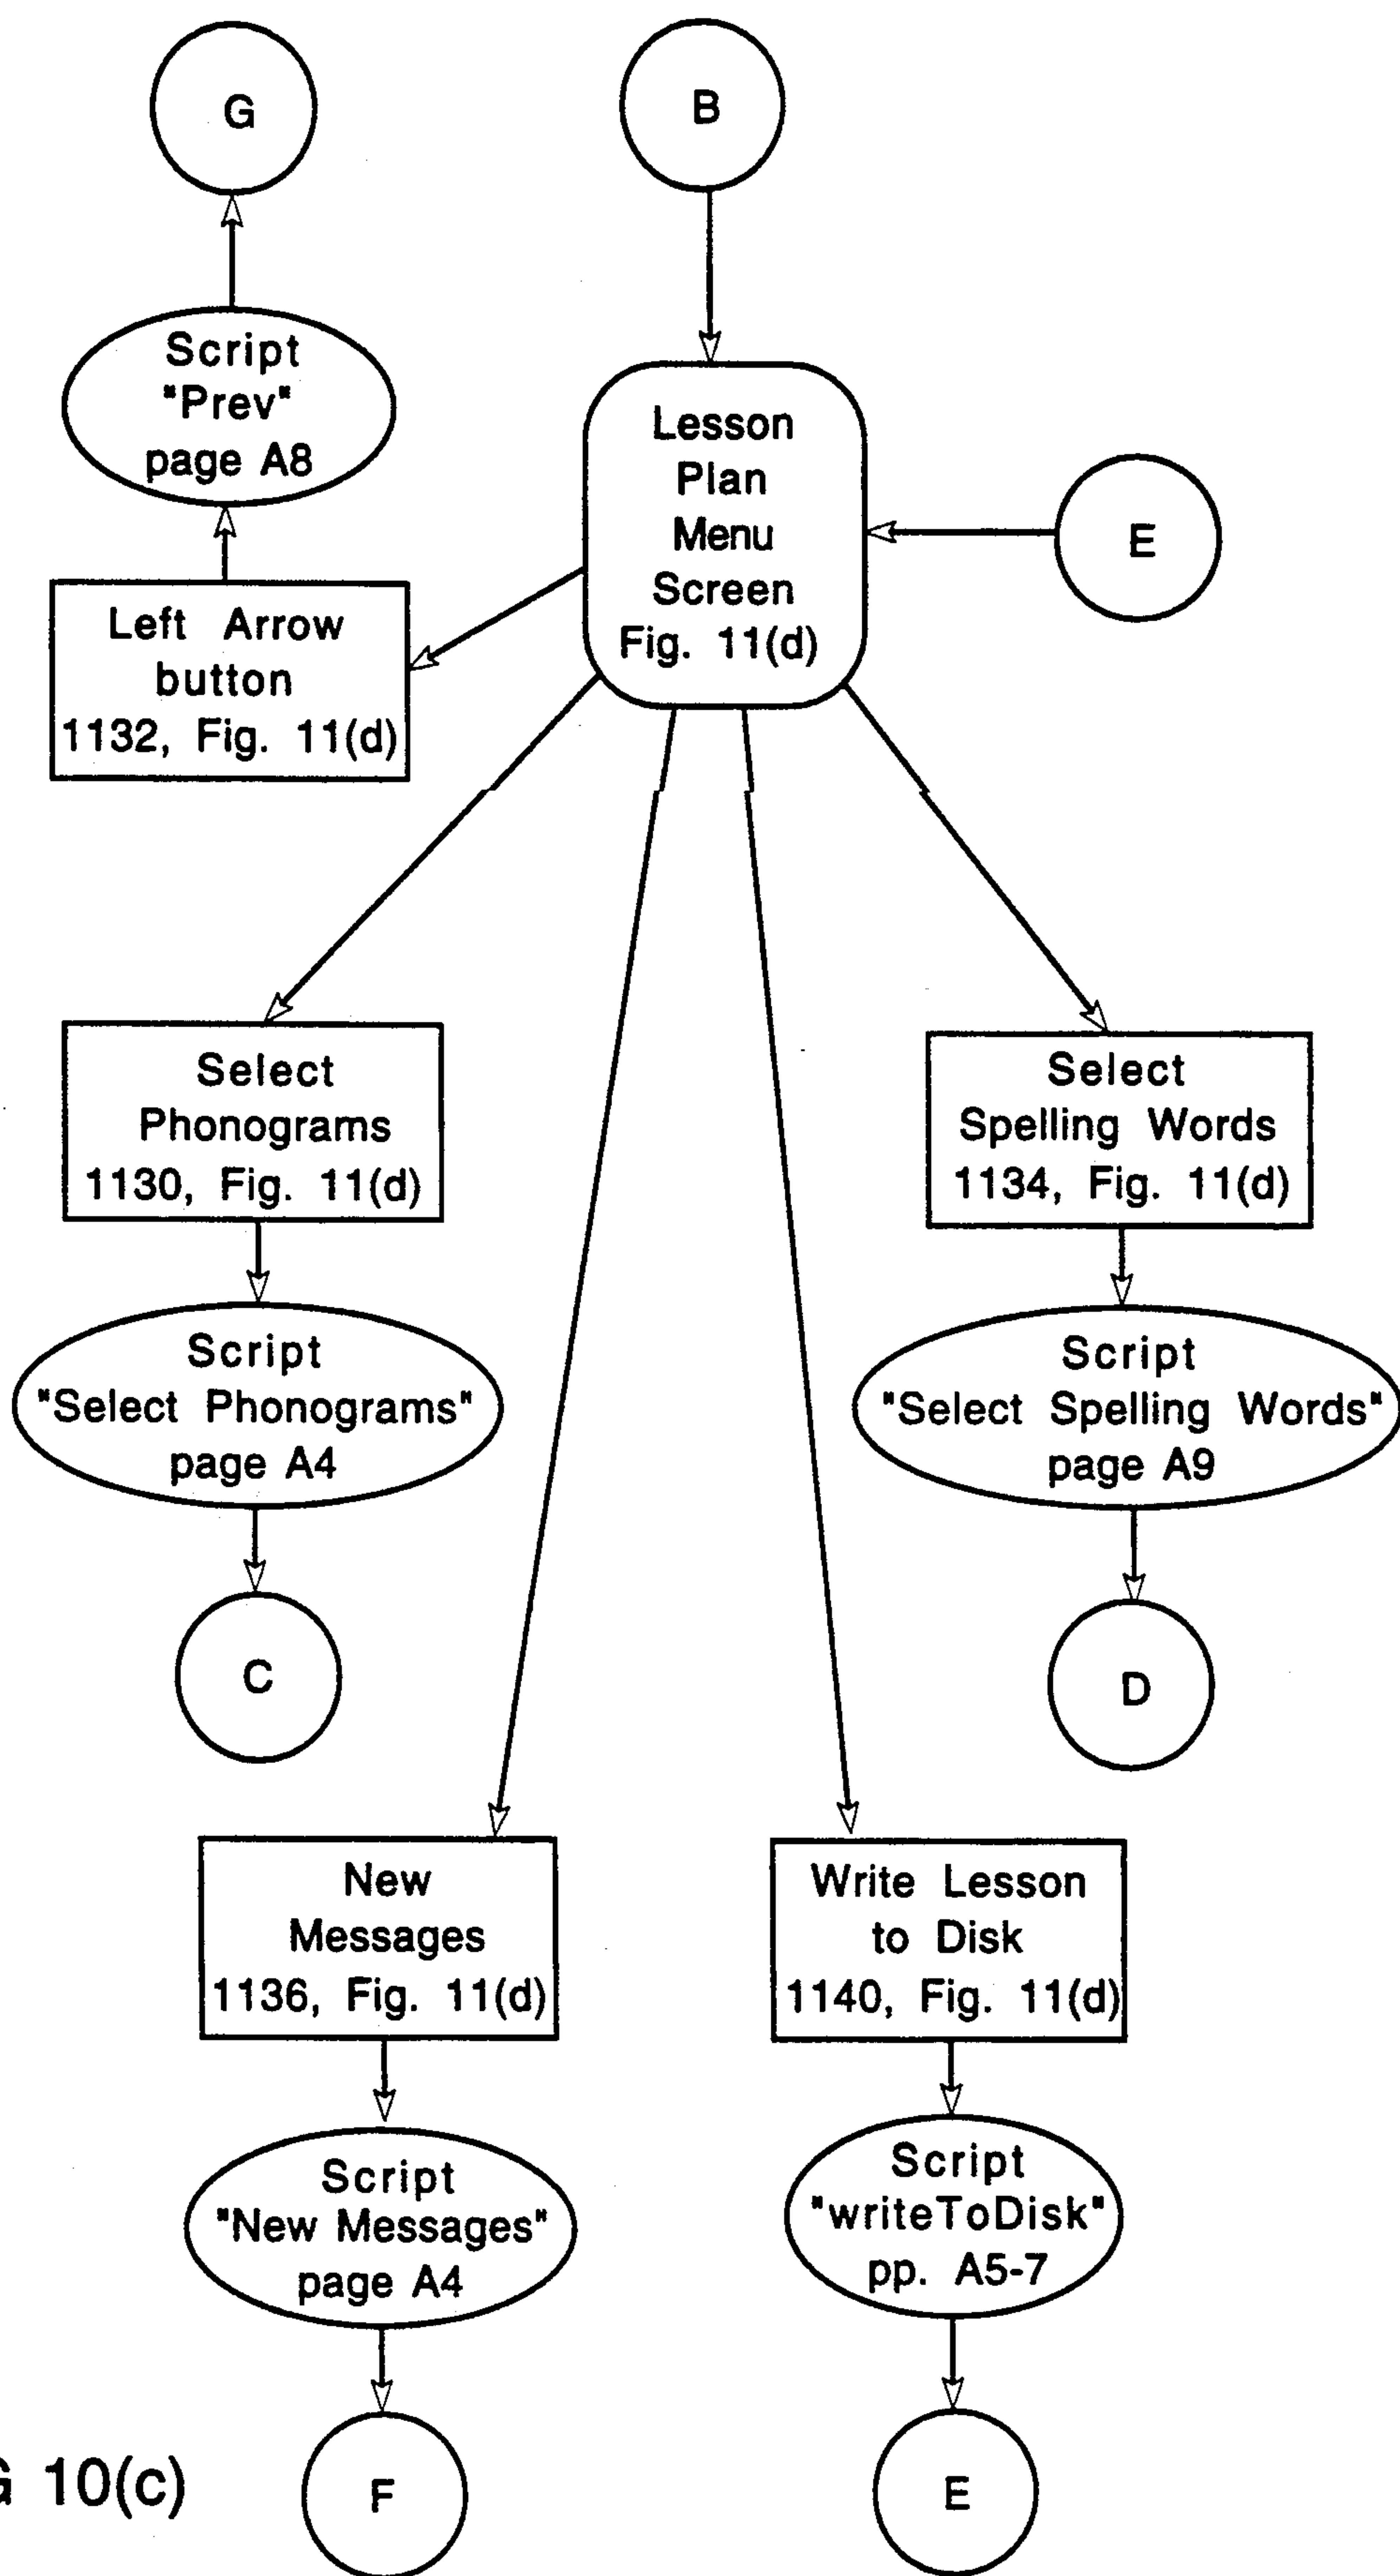 G
B
Script
"Prev"
page A8
Lesson
Plan
Menu
Screen
Fig. 11(d)
E
Left Arrow
button
1132, Fig. 11(d)
Select
Phonograms
1130, Fig. 11(d)
Select
Spelling Words
1134, Fig. 11(d)
Script
"Select Phonograms"
page A4
Script
"Select Spelling Words"
page A9
C
D
New
Messages
1136, Fig. 11(d)
Write Lesson
to Disk
1140, Fig. 11(d)
Script
"New Messages"
page A4
Script
"writeToDisk"
pp. A5-7
G 10(c)
F
E